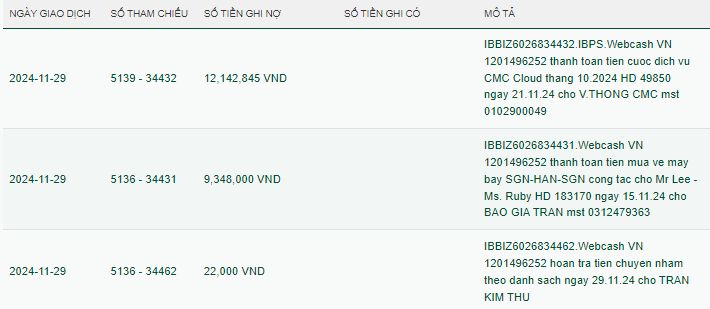 NGÀY GIAO DỊCH SỐ THAM CHIẾU SỐ TIỀN GHI NỢ SỐ TIỀN GHI CÓ MÔ TẢ
IBBIZ6026834432.IBPS.Webcash VN
1201496252 thanh toan tien cuoc dich vu
2024-11-29 5139 - 34432 12,142,845 VND CMC Cloud thang 10.2024 HD 49850
ngay 21.11.24 cho V.THONG CMC mst
0102900049
IBBIZ6026834431.Webcash VN
1201496252 thanh toan tien mua ve may
2024-11-29 5136 - 34431 9,348,000 VND bay SGN-HAN-SGN cong tac cho Mr Lee -
Ms. Ruby HD 183170 ngay 15.11.24 cho
BAO GIA TRAN mst 0312479363
IBBIZ6026834462.Webcash VN
1201496252 hoan tra tien chuyen nham
2024-11-29 5136 - 34462 22,000 VND theo danh sach ngay 29.11.24 cho TRAN
KIM THU